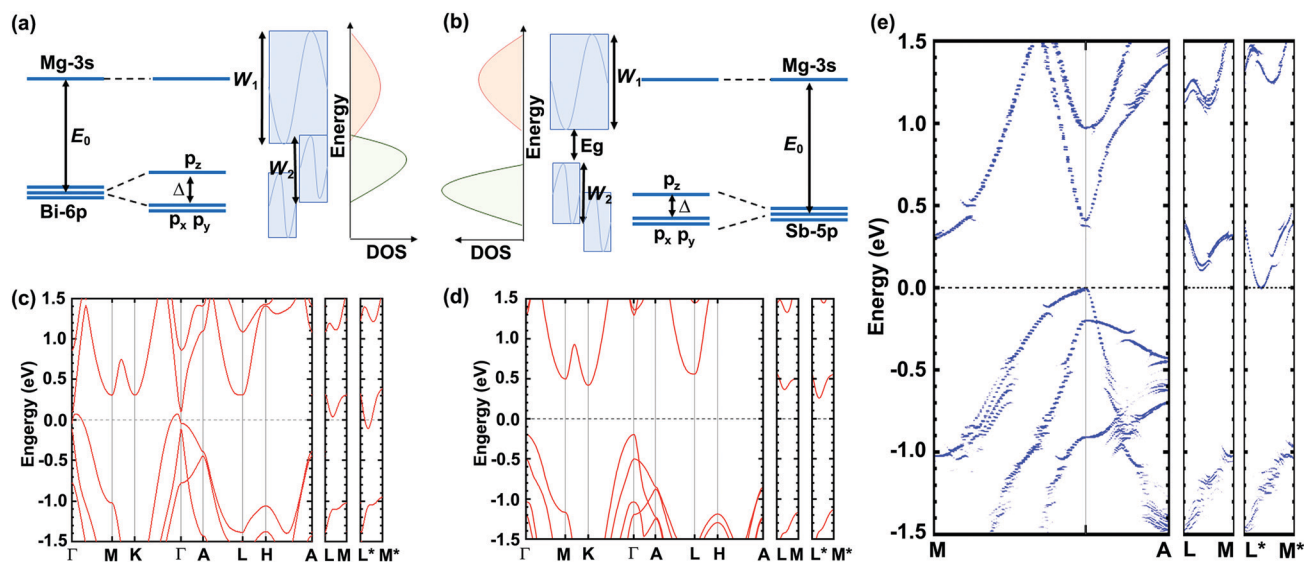 (a)
Mg-3s
E0
Bi-6p
pz
Δ
px py
W1
W2
Energy
DOS
(b)
W1
Eg
W2
Energy
DOS
Mg-3s
E0
pz
Δ
px py
Sb-5p
(c)
Engergy (eV)
1.5
1.0
0.5
0.0
-0.5
-1.0
-1.5
Γ M K Γ A L H A L M L* M*
(d)
Engergy (eV)
1.5
1.0
0.5
0.0
-0.5
-1.0
-1.5
Γ M K Γ A L H A L M L* M*
(e)
Energy (eV)
1.5
1.0
0.5
0.0
-0.5
-1.0
-1.5
M A L M L* M*